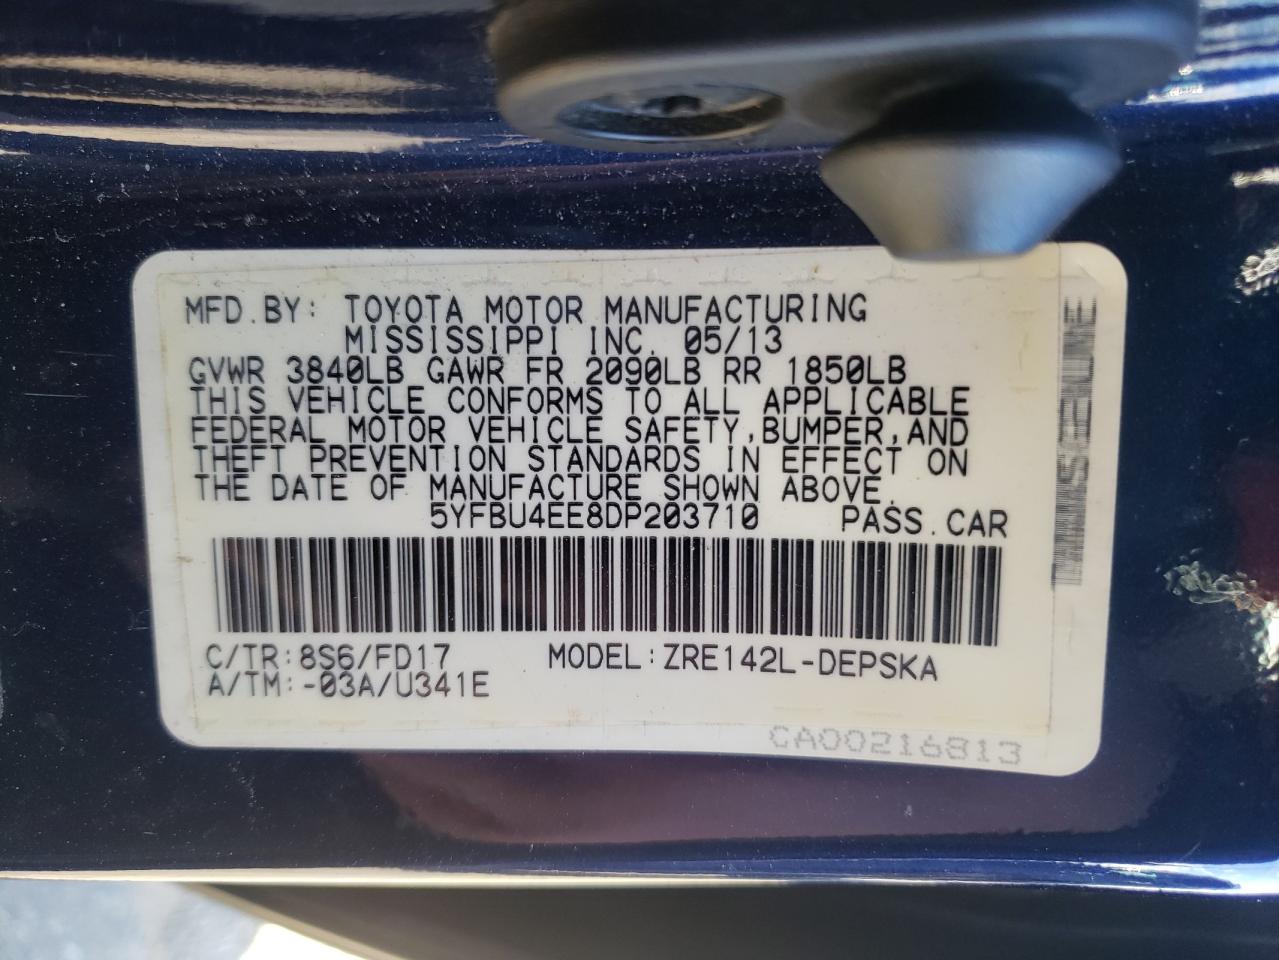 MFD.BY: TOYOTA MOTOR MANUFACTURING
MISSISSIPPI INC. 05/13
GVWR 3840LB GAWR FR 2090LB RR 1850LB
THIS VEHICLE CONFORMS TO ALL APPLICABLE
FEDERAL MOTOR VEHICLE SAFETY,BUMPER,AND
THEFT PREVENTION STANDARDS IN EFFECT ON
THE DATE OF MANUFACTURE SHOWN ABOVE.
5YFBU4EE8DP203710 PASS.CAR
C/TR:8S6/FD17 MODEL:ZRE142L-DEPSKA
A/TM:-03A/U341E
CA00216813